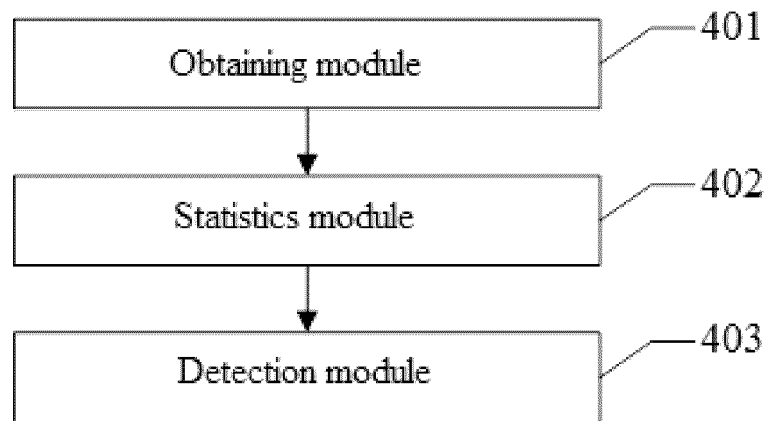 401
Obtaining module
402
Statistics module
403
Detection module